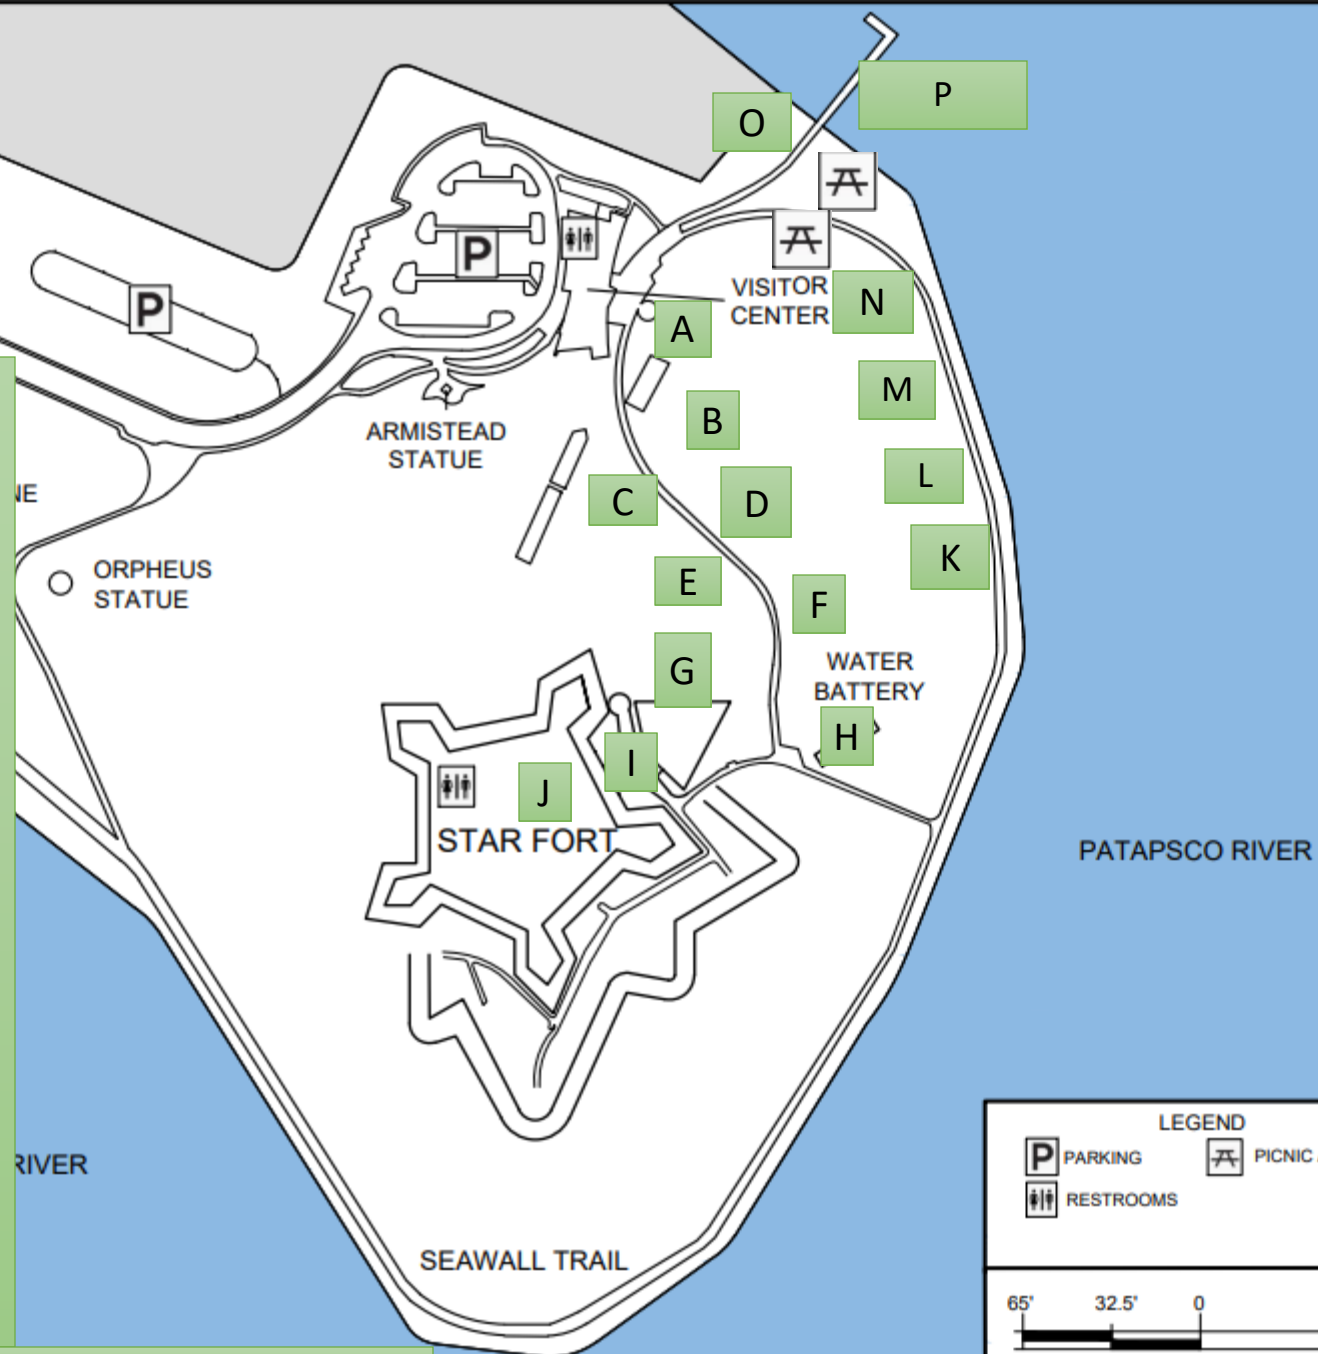 P
O
P
VISITOR
CENTER
N
P
A
M
B
ARMISTEAD
STATUE
L
NE
C
D
K
ORPHEUS
STATUE
E
F
G
WATER
BATTERY
H
I
J
STAR FORT
PATAPSCO RIVER
RIVER
SEAWALL TRAIL
LEGEND
P PARKING
PICNIC
RESTROOMS
65' 32.5' 0